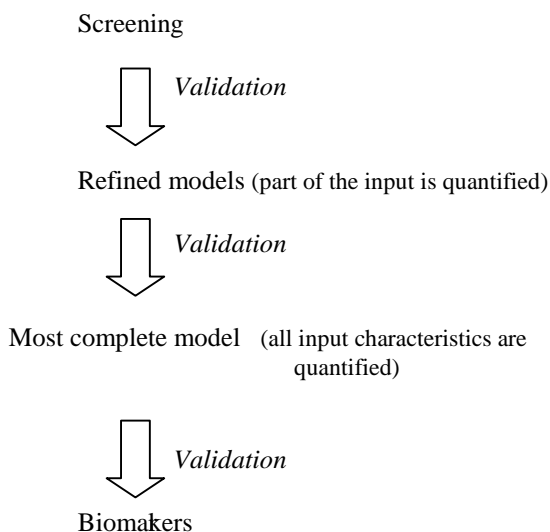 Screening
Validation
Refined models (part of the input is quantified)
Validation
Most complete model (all input characteristics are
quantified)
Validation
Biomakers